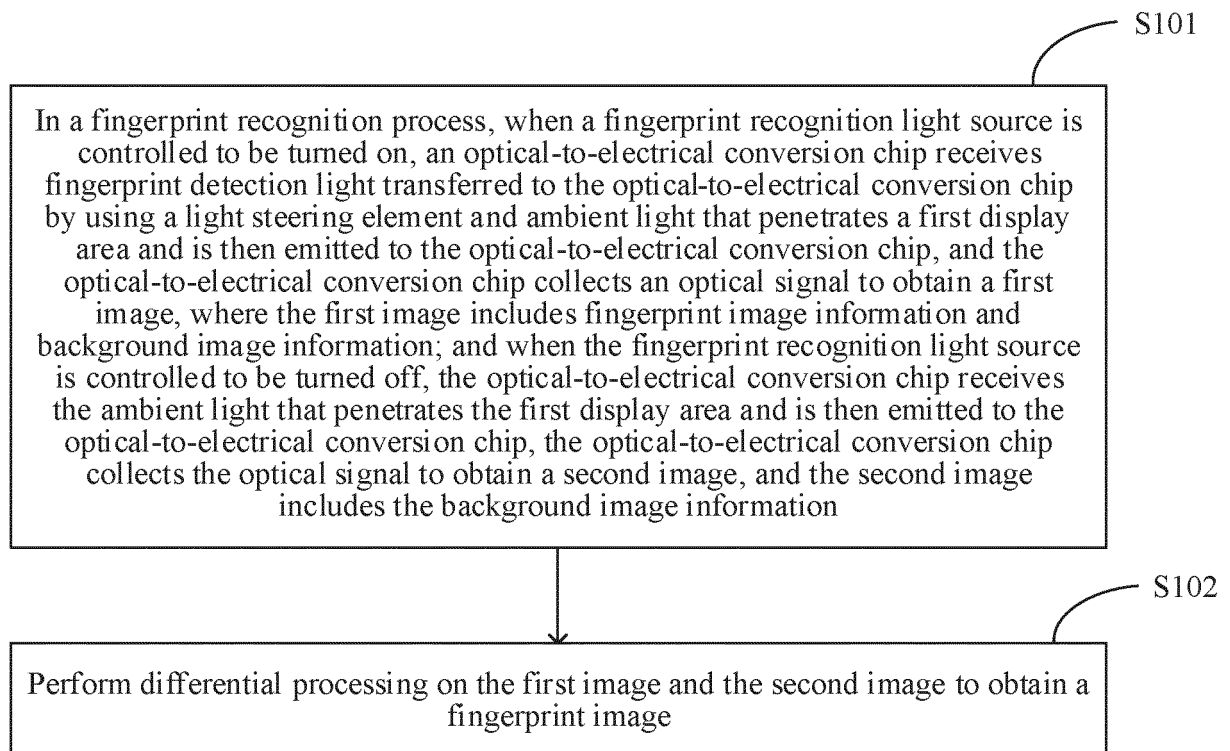 S101
In a fingerprint recognition process, when a fingerprint recognition light source is
controlled to be turned on, an optical-to-electrical conversion chip receives
fingerprint detection light transferred to the optical-to-electrical conversion chip
by using a light steering element and ambient light that penetrates a first display
area and is then emitted to the optical-to-electrical conversion chip, and the
optical-to-electrical conversion chip collects an optical signal to obtain a first
image, where the first image includes fingerprint image information and
background image information; and when the fingerprint recognition light source
is controlled to be turned off, the optical-to-electrical conversion chip receives
the ambient light that penetrates the first display area and is then emitted to the
optical-to-electrical conversion chip, the optical-to-electrical conversion chip
collects the optical signal to obtain a second image, and the second image
includes the background image information
S102
Perform differential processing on the first image and the second image to obtain a
fingerprint image